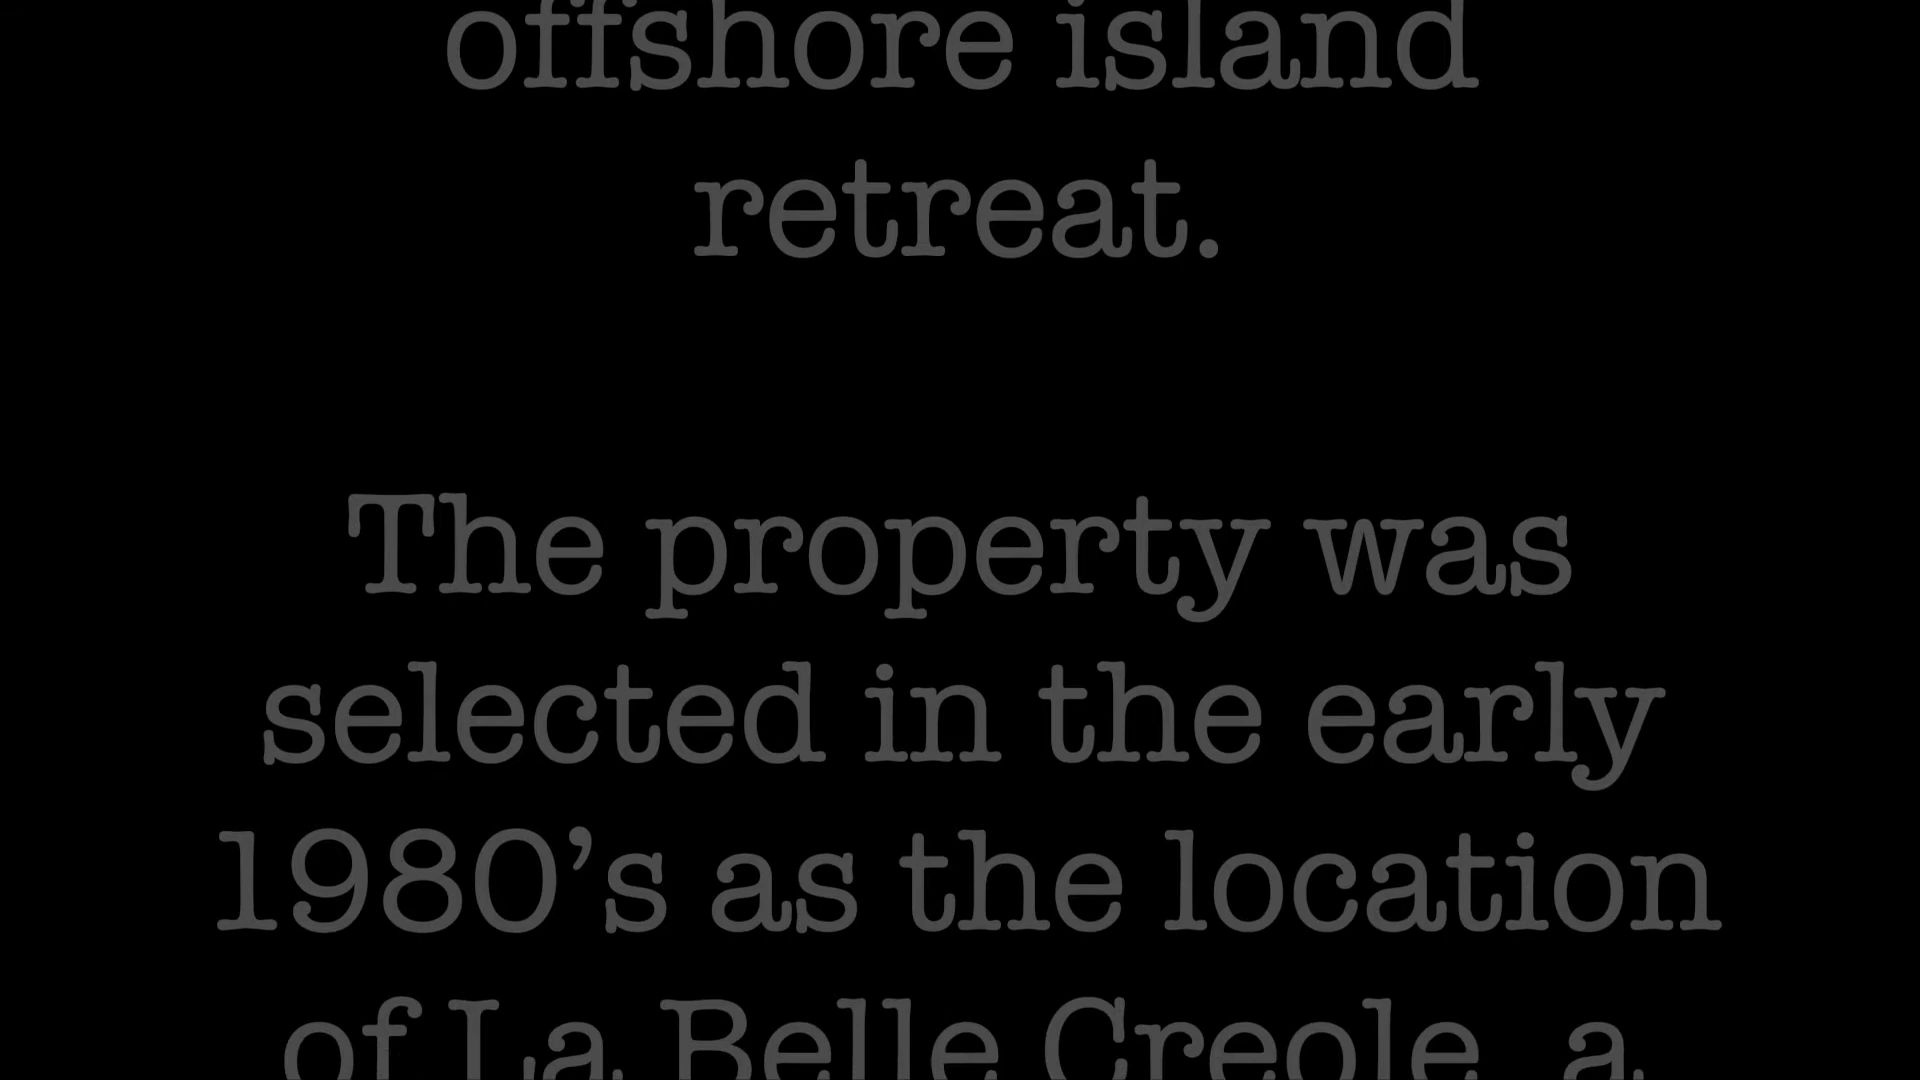 offshore island
retreat.
The property was
selected in the early
1980’s as the location
of La Belle Creole, a